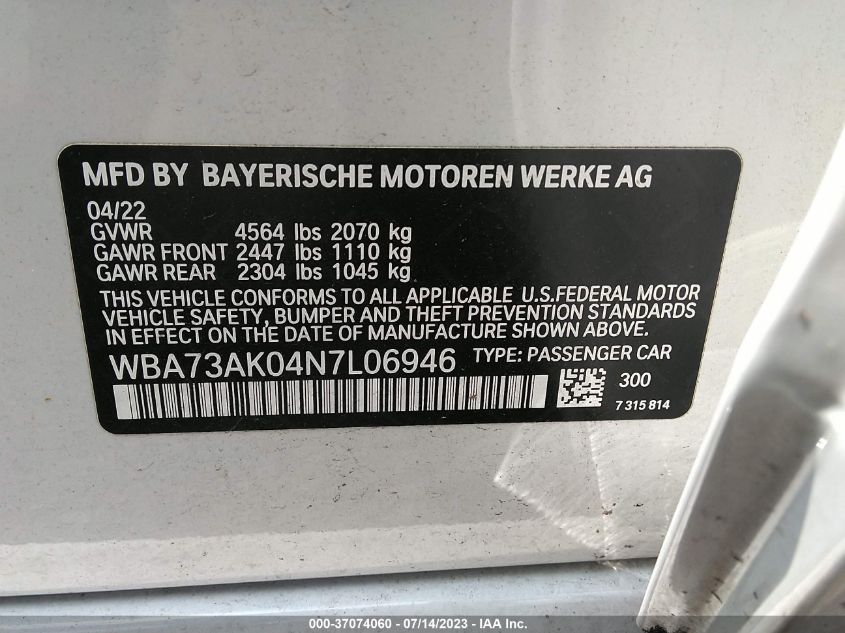 MFD BY BAYERISCHE MOTOREN WERKE AG
04/22
GVWR 4564 lbs 2070 kg
GAWR FRONT 2447 lbs 1110 kg
GAWR REAR 2304 lbs 1045 kg
THIS VEHICLE CONFORMS TO ALL APPLICABLE U.S.FEDERAL MOTOR
VEHICLE SAFETY, BUMPER AND THEFT PREVENTION STANDARDS
IN EFFECT ON THE DATE OF MANUFACTURE SHOWN ABOVE.
WBA73AK04N7L06946 TYPE: PASSENGER CAR
300
7 315 814
000-37074060 - 07/14/2023 - IAA Inc.